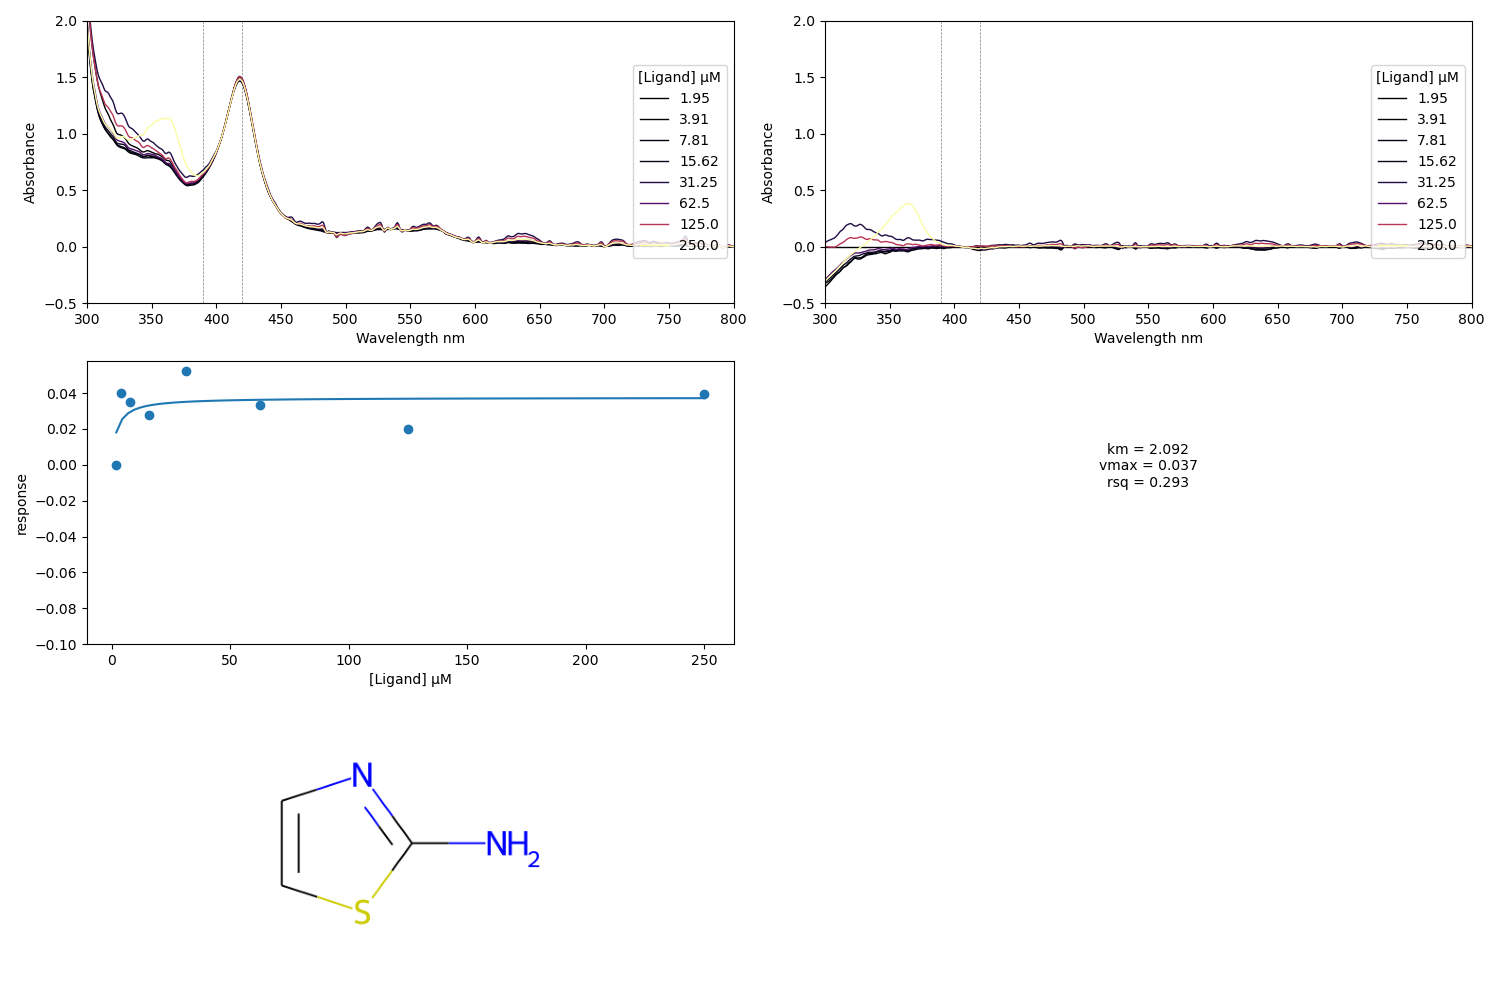 2.0
1.5
1.0
0.5
0.0
−0.5
Absorbance
300 350 400 450 500 550 600 650 700 750 800
Wavelength nm
[Ligand] μM
1.95
3.91
7.81
15.62
31.25
62.5
125.0
250.0
2.0
1.5
1.0
0.5
0.0
−0.5
Absorbance
300 350 400 450 500 550 600 650 700 750 800
Wavelength nm
[Ligand] μM
1.95
3.91
7.81
15.62
31.25
62.5
125.0
250.0
0.04
0.02
0.00
−0.02
−0.04
−0.06
−0.08
−0.10
response
0 50 100 150 200 250
[Ligand] μM
km = 2.092
vmax = 0.037
rsq = 0.293
N
NH2
S